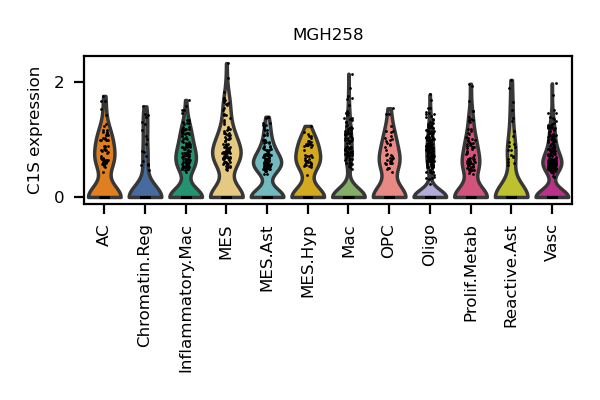 MGH258
C1S expression
2
0
AC
Chromatin.Reg
Inflammatory.Mac
MES
MES.Ast
MES.Hyp
Mac
OPC
Oligo
Prolif.Metab
Reactive.Ast
Vasc